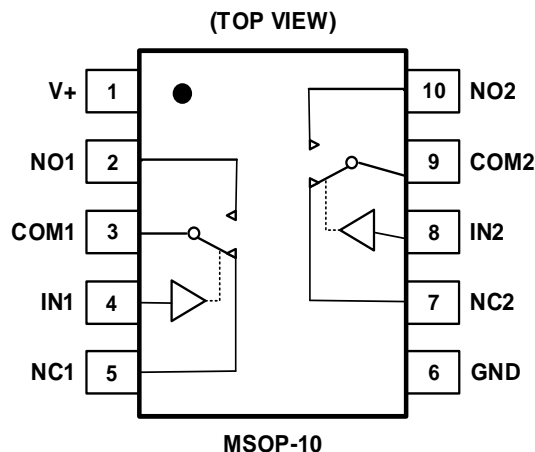 (TOP VIEW)
V+ 1 10 NO2
NO1 2 9 COM2
COM1 3 8 IN2
IN1 4 7 NC2
NC1 5 6 GND
MSOP-10